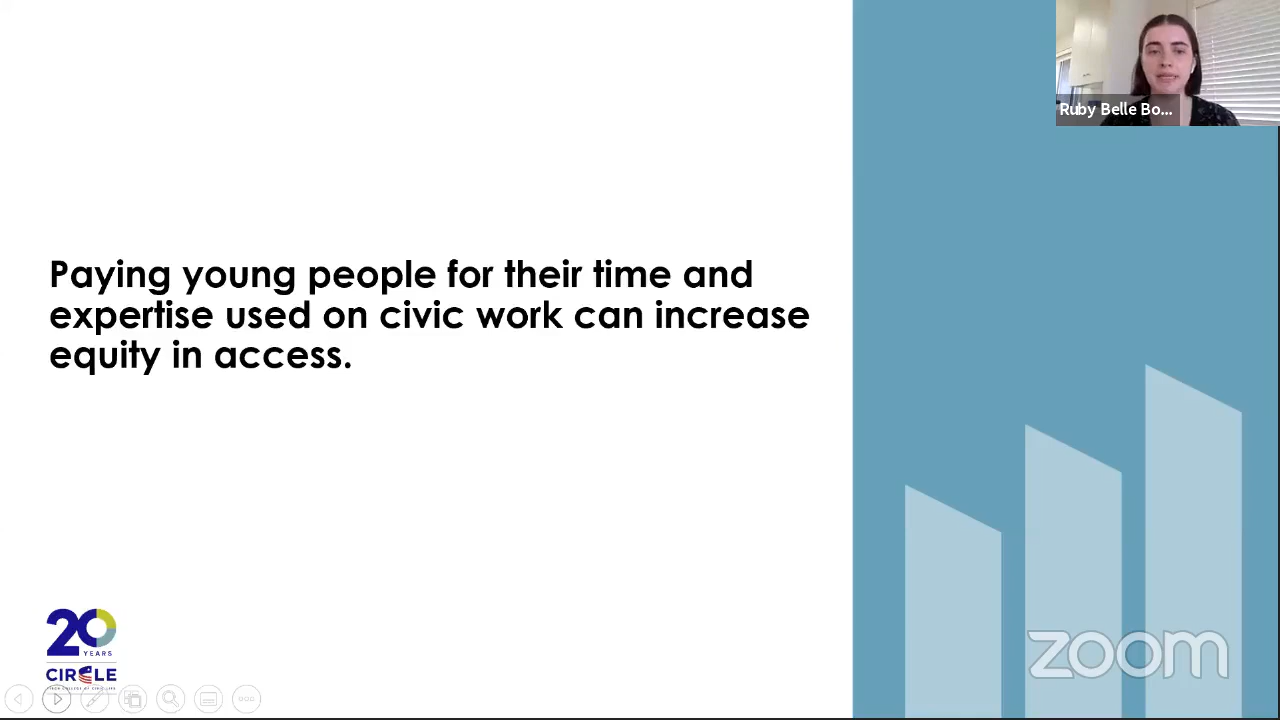 Ruby Belle Bo...
Paying young people for their time and
expertise used on civic work can increase
equity in access.
20
YEARS
CIRCLE
zoom